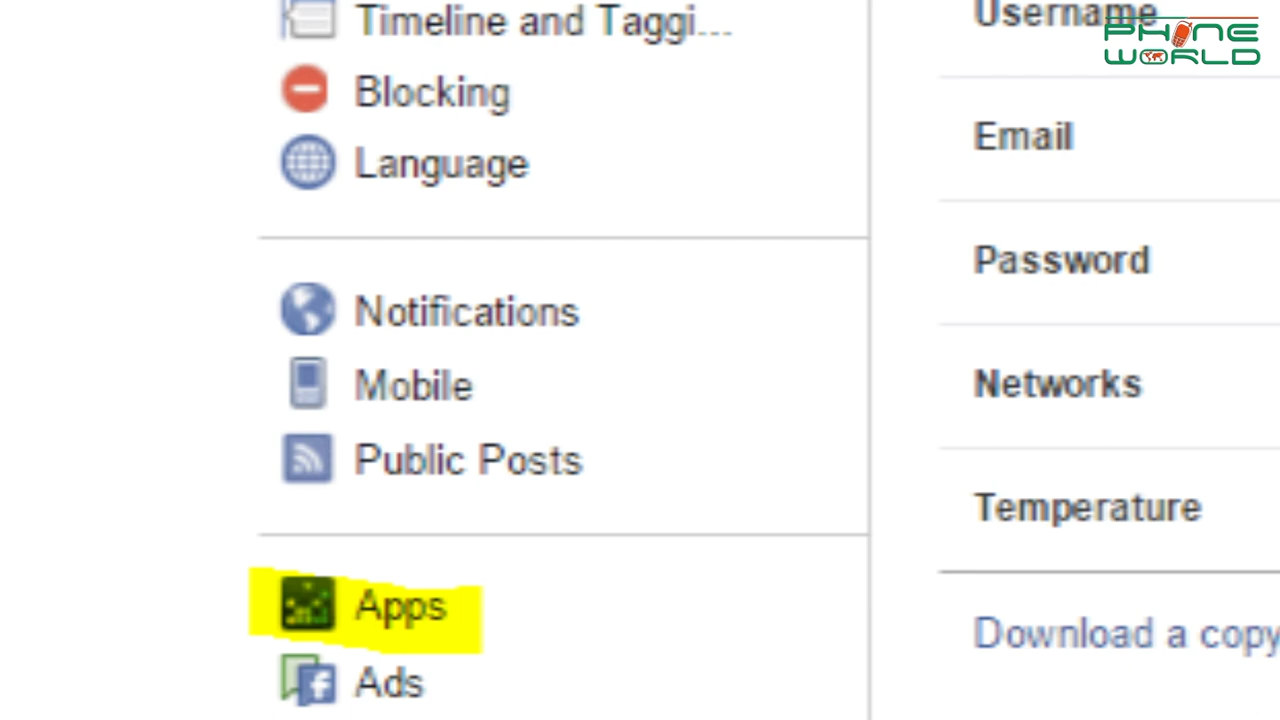 Timeline and Taggi...
Blocking
Language
Notifications
Mobile
Public Posts
Apps
Ads
Username
PHONE
WORLD
Email
Password
Networks
Temperature
Download a copy